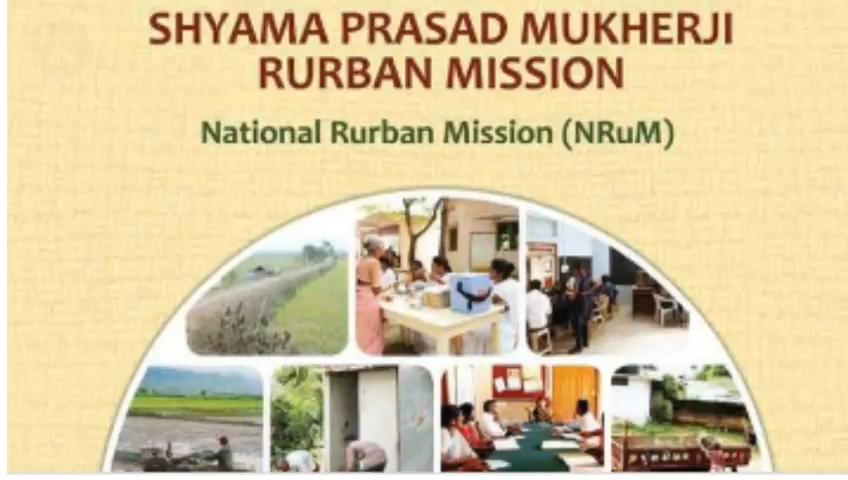 SHYAMA PRASAD MUKHERJI
RURBAN MISSION
National Rurban Mission (NRuM)